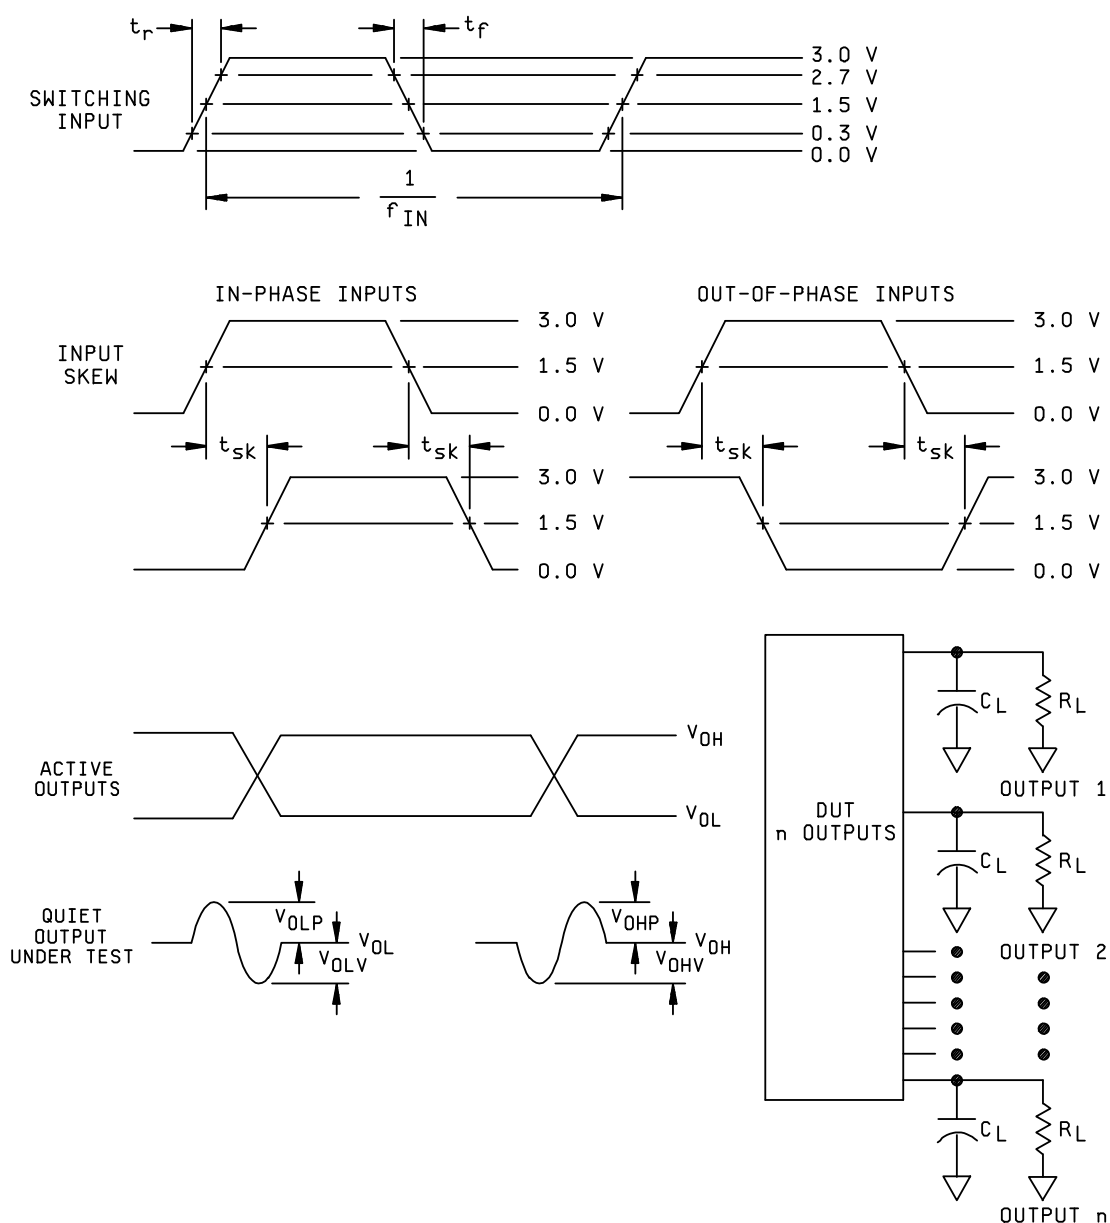 tr
tf
3.0 V
2.7 V
SWITCHING
INPUT
1.5 V
0.3 V
0.0 V
1
fIN
IN-PHASE INPUTS
OUT-OF-PHASE INPUTS
3.0 V
3.0 V
INPUT
SKEW
1.5 V
1.5 V
0.0 V
0.0 V
tsk
tsk
tsk
tsk
3.0 V
3.0 V
1.5 V
1.5 V
0.0 V
0.0 V
ACTIVE
OUTPUTS
VOH
VOL
QUIET
OUTPUT
UNDER TEST
VOLP
VOL
VOLV
VOHP
VOH
VOHV
DUT
n OUTPUTS
CL
RL
OUTPUT 1
CL
RL
OUTPUT 2
CL
RL
OUTPUT n